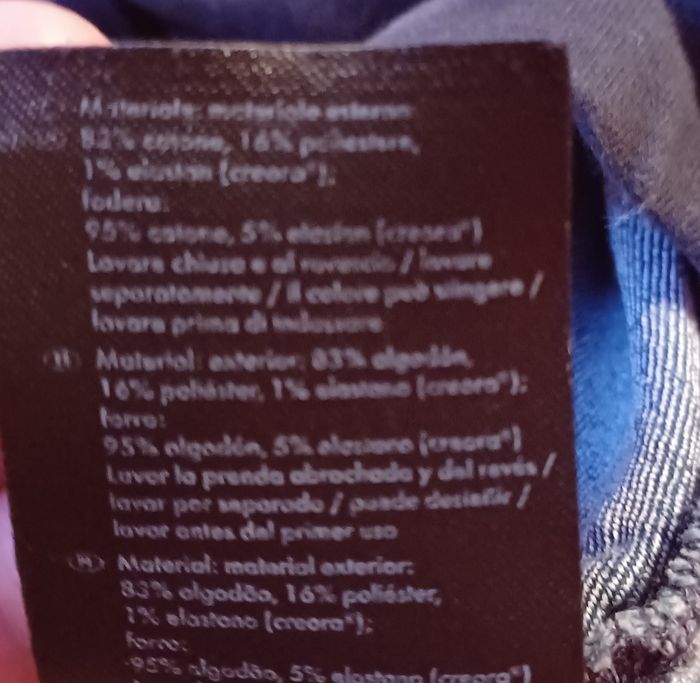 Materiale: materiale esterno:
83% cotone, 16% poliestere,
1% elastan (creora®);
fodera:
95% cotone, 5% elastan (creora®)
Lavare chiuso e al rovescio / lavare
separatamente / il colore può stingere /
lavare prima di indossare
Material: exterior: 83% algodón,
16% poliéster, 1% elastano (creora®);
forro:
95% algodón, 5% elastano (creora®)
Lavar la prenda abrochada y del revés /
lavar por separado / puede desteñir /
lavar antes del primer uso
Material: material exterior:
83% algodão, 16% poliéster,
1% elastano (creora®);
forro:
95% algodão, 5% elastano (creora®)